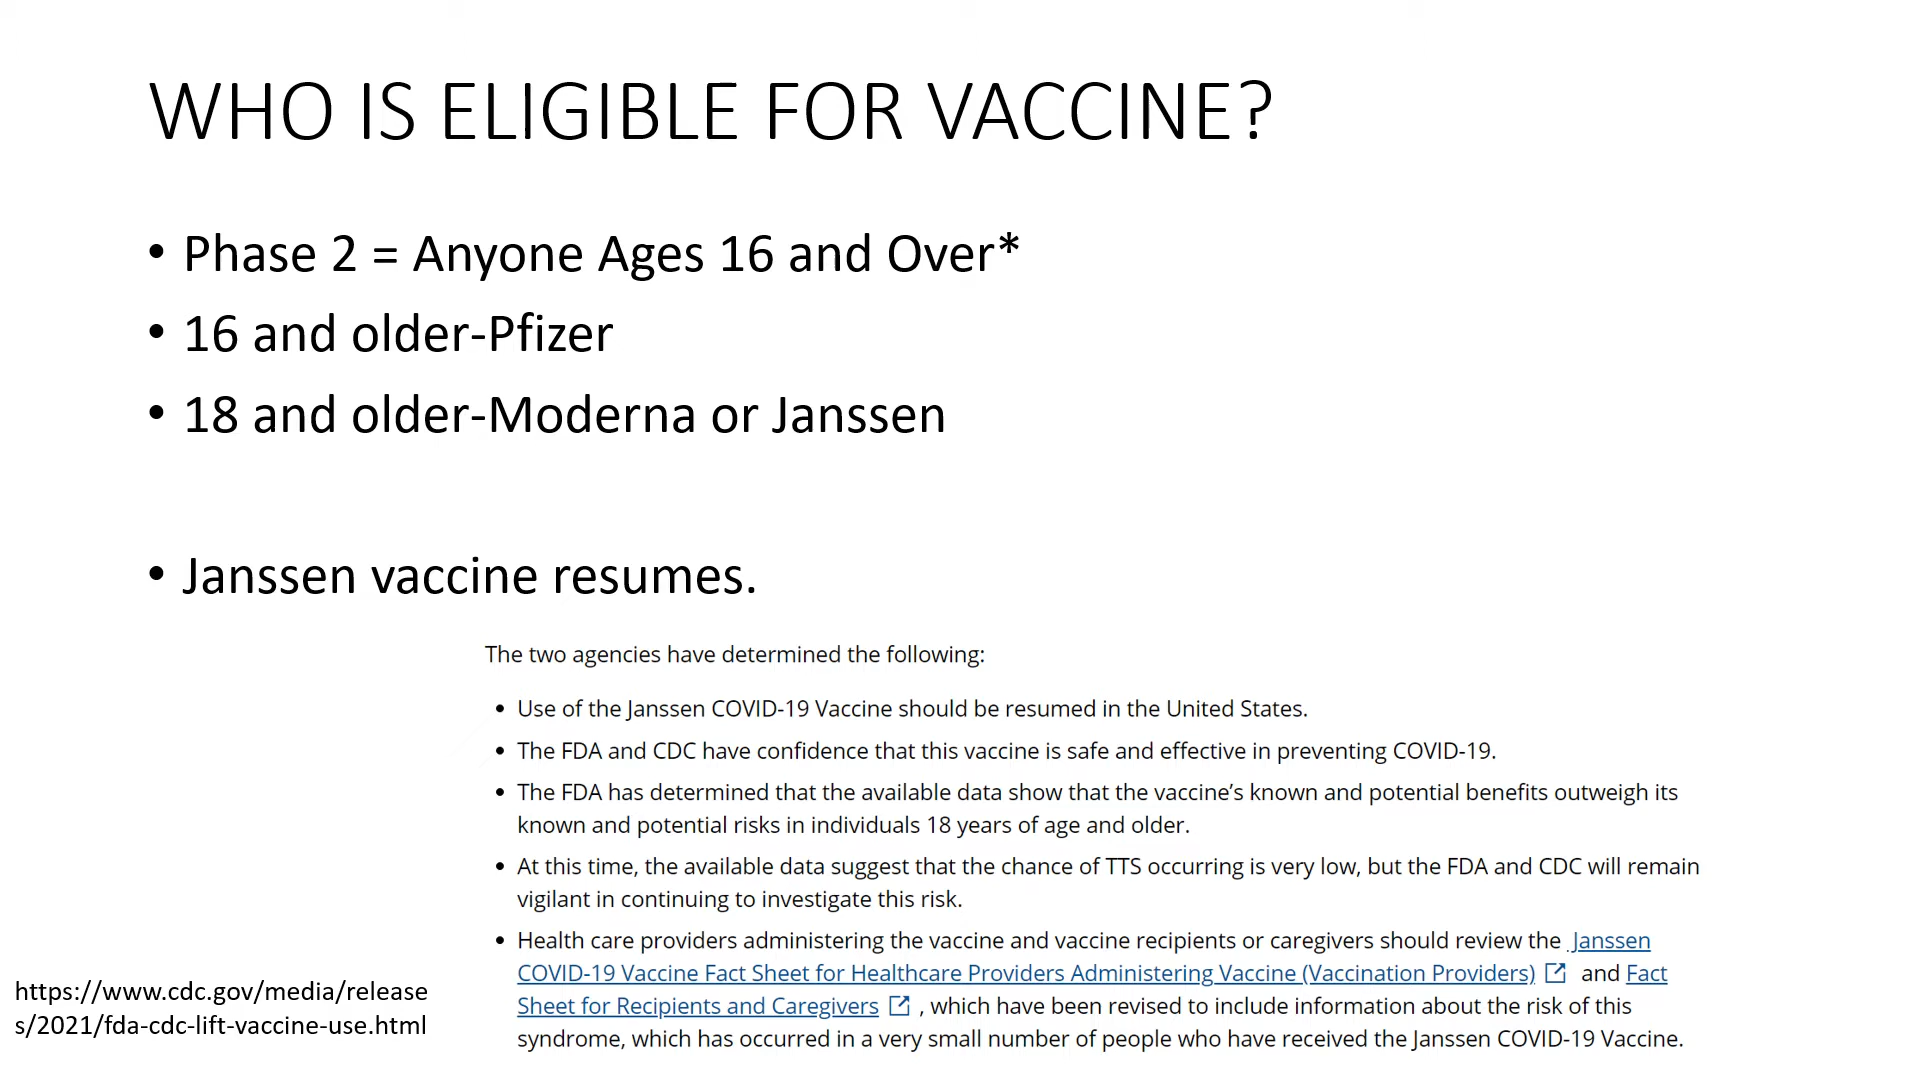 WHO IS ELIGIBLE FOR VACCINE?
• Phase 2 = Anyone Ages 16 and Over*
• 16 and older-Pfizer
• 18 and older-Moderna or Janssen
• Janssen vaccine resumes.
The two agencies have determined the following:
• Use of the Janssen COVID-19 Vaccine should be resumed in the United States.
• The FDA and CDC have confidence that this vaccine is safe and effective in preventing COVID-19.
• The FDA has determined that the available data show that the vaccine’s known and potential benefits outweigh its
known and potential risks in individuals 18 years of age and older.
• At this time, the available data suggest that the chance of TTS occurring is very low, but the FDA and CDC will remain
vigilant in continuing to investigate this risk.
• Health care providers administering the vaccine and vaccine recipients or caregivers should review the Janssen
COVID-19 Vaccine Fact Sheet for Healthcare Providers Administering Vaccine (Vaccination Providers) and Fact
Sheet for Recipients and Caregivers , which have been revised to include information about the risk of this
syndrome, which has occurred in a very small number of people who have received the Janssen COVID-19 Vaccine.
https://www.cdc.gov/media/release
s/2021/fda-cdc-lift-vaccine-use.html